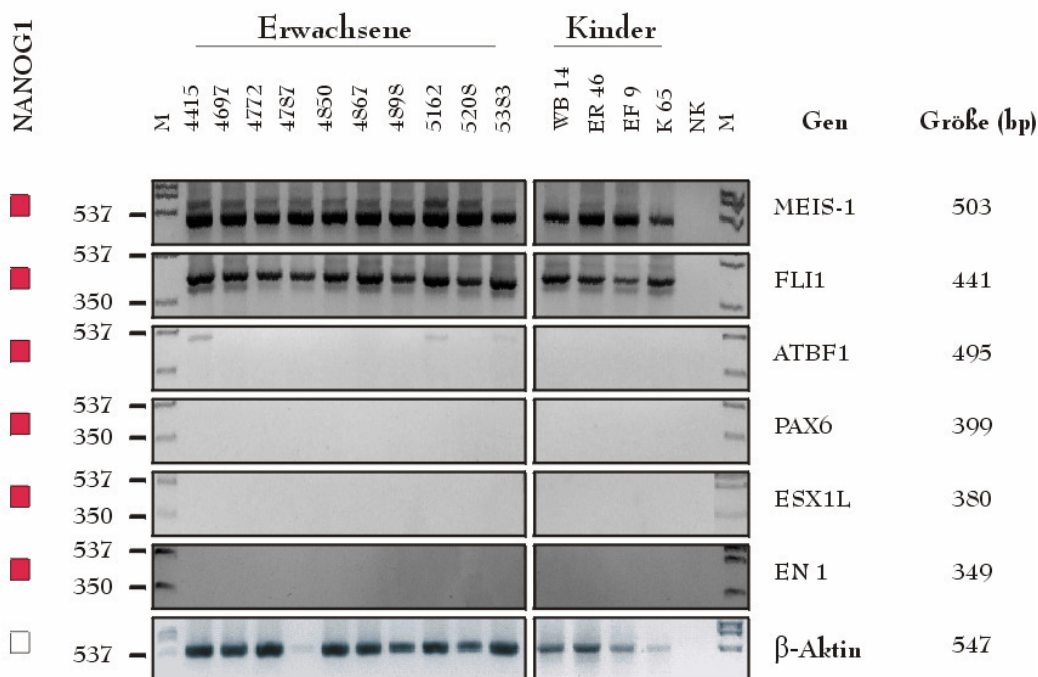 NANOG1
Erwachsene
Kinder
M 4415 4697 4772 4787 4850 4867 4898 5162 5208 5383 WB 14 ER 46 EF 9 K 65 NK M Gen Größe (bp)
537 MEIS-1 503
537
350 FLI1 441
537 ATBF1 495
537
350 PAX6 399
537
350 ESX1L 380
537
350 EN 1 349
537 β-Aktin 547